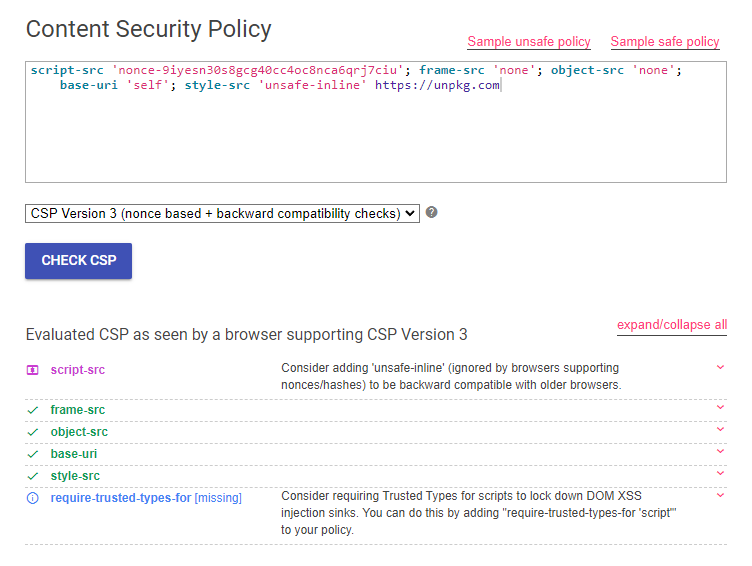 Content Security Policy
Sample unsafe policy Sample safe policy
script-src 'nonce-9iyesn30s8gcg40cc4oc8nca6qrj7ciu'; frame-src 'none'; object-src 'none';
base-uri 'self'; style-src 'unsafe-inline' https://unpkg.com
CSP Version 3 (nonce based + backward compatibility checks)
?
CHECK CSP
expand/collapse all
Evaluated CSP as seen by a browser supporting CSP Version 3
script-src Consider adding 'unsafe-inline' (ignored by browsers supporting
nonces/hashes) to be backward compatible with older browsers.
frame-src
object-src
base-uri
style-src
require-trusted-types-for [missing] Consider requiring Trusted Types for scripts to lock down DOM XSS
injection sinks. You can do this by adding "require-trusted-types-for 'script'"
to your policy.